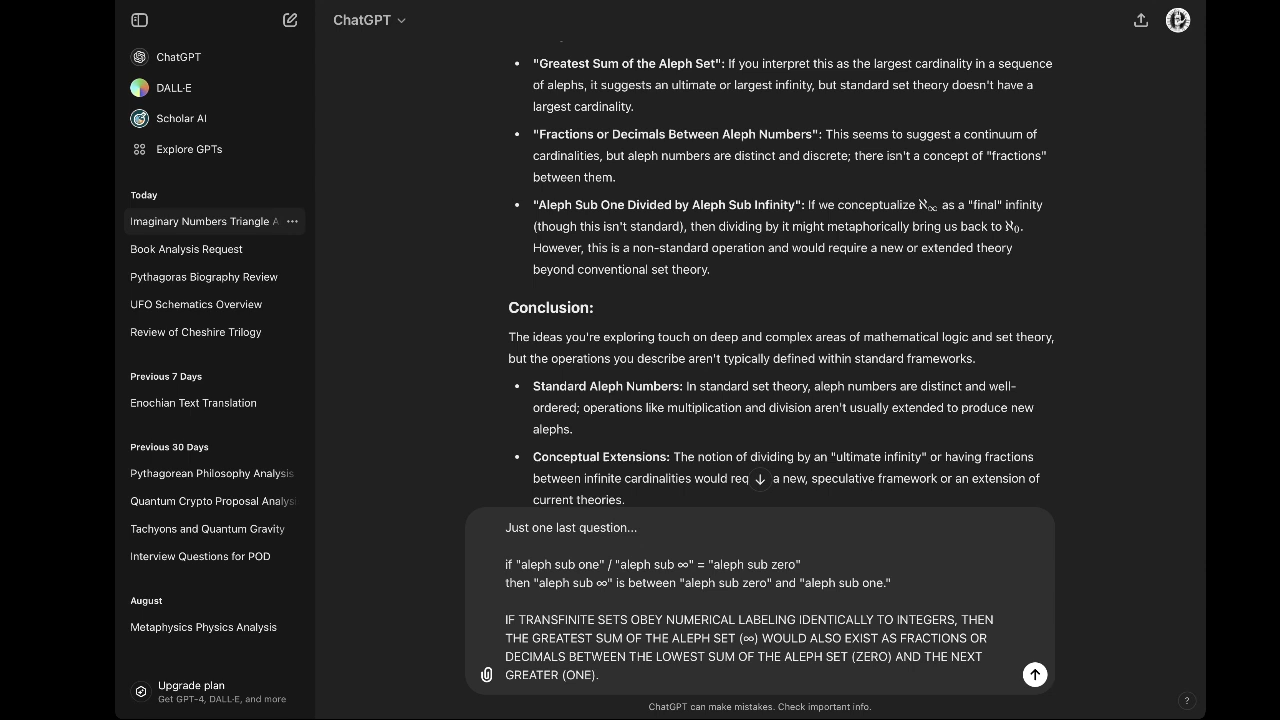 ChatGPT
ChatGPT
DALL·E
Scholar AI
Explore GPTs
Today
Imaginary Numbers Triangle A
Book Analysis Request
Pythagoras Biography Review
UFO Schematics Overview
Review of Cheshire Trilogy
Previous 7 Days
Enochian Text Translation
Previous 30 Days
Pythagorean Philosophy Analysis
Quantum Crypto Proposal Analysis
Tachyons and Quantum Gravity
Interview Questions for POD
August
Metaphysics Physics Analysis
Upgrade plan
Get GPT-4, DALL·E, and more
• "Greatest Sum of the Aleph Set": If you interpret this as the largest cardinality in a sequence
of alephs, it suggests an ultimate or largest infinity, but standard set theory doesn't have a
largest cardinality.
• "Fractions or Decimals Between Aleph Numbers": This seems to suggest a continuum of
cardinalities, but aleph numbers are distinct and discrete; there isn't a concept of "fractions"
between them.
• "Aleph Sub One Divided by Aleph Sub Infinity": If we conceptualize ℵ∞ as a "final" infinity
(though this isn't standard), then dividing by it might metaphorically bring us back to ℵ₀.
However, this is a non-standard operation and would require a new or extended theory
beyond conventional set theory.
Conclusion:
The ideas you're exploring touch on deep and complex areas of mathematical logic and set theory,
but the operations you describe aren't typically defined within standard frameworks.
• Standard Aleph Numbers: In standard set theory, aleph numbers are distinct and well-
ordered; operations like multiplication and division aren't usually extended to produce new
alephs.
• Conceptual Extensions: The notion of dividing by an "ultimate infinity" or having fractions
between infinite cardinalities would req a new, speculative framework or an extension of
current theories.
Just one last question...
if "aleph sub one" / "aleph sub ∞" = "aleph sub zero"
then "aleph sub ∞" is between "aleph sub zero" and "aleph sub one."
IF TRANSFINITE SETS OBEY NUMERICAL LABELING IDENTICALLY TO INTEGERS, THEN
THE GREATEST SUM OF THE ALEPH SET (∞) WOULD ALSO EXIST AS FRACTIONS OR
DECIMALS BETWEEN THE LOWEST SUM OF THE ALEPH SET (ZERO) AND THE NEXT
GREATER (ONE).
ChatGPT can make mistakes. Check important info.
?